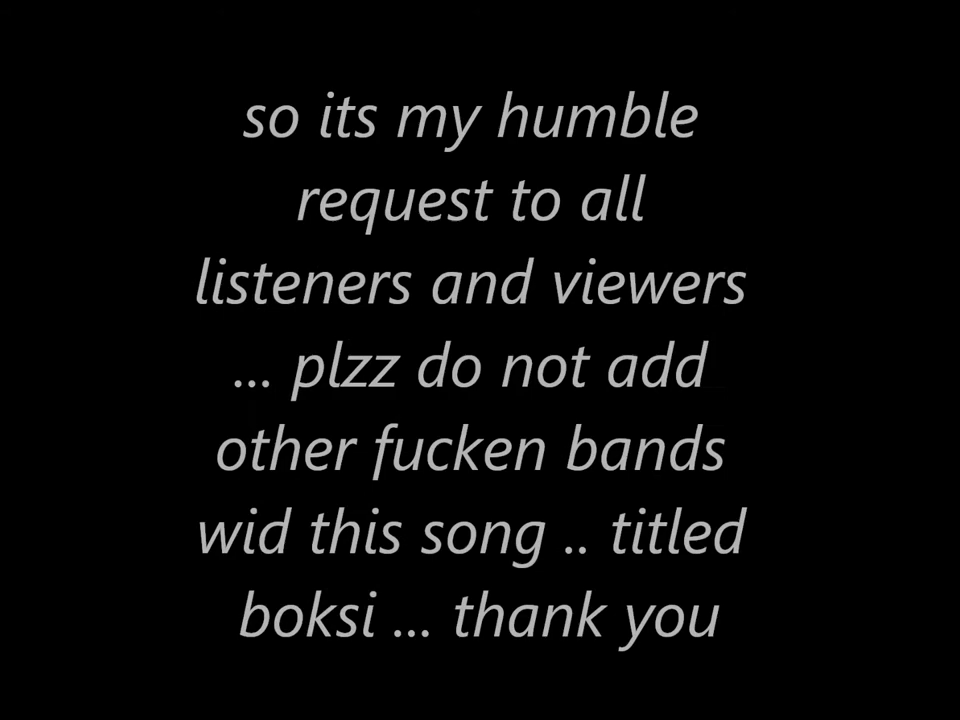 so its my humble
request to all
listeners and viewers
... plzz do not add
other fucken bands
wid this song .. titled
boksi ... thank you